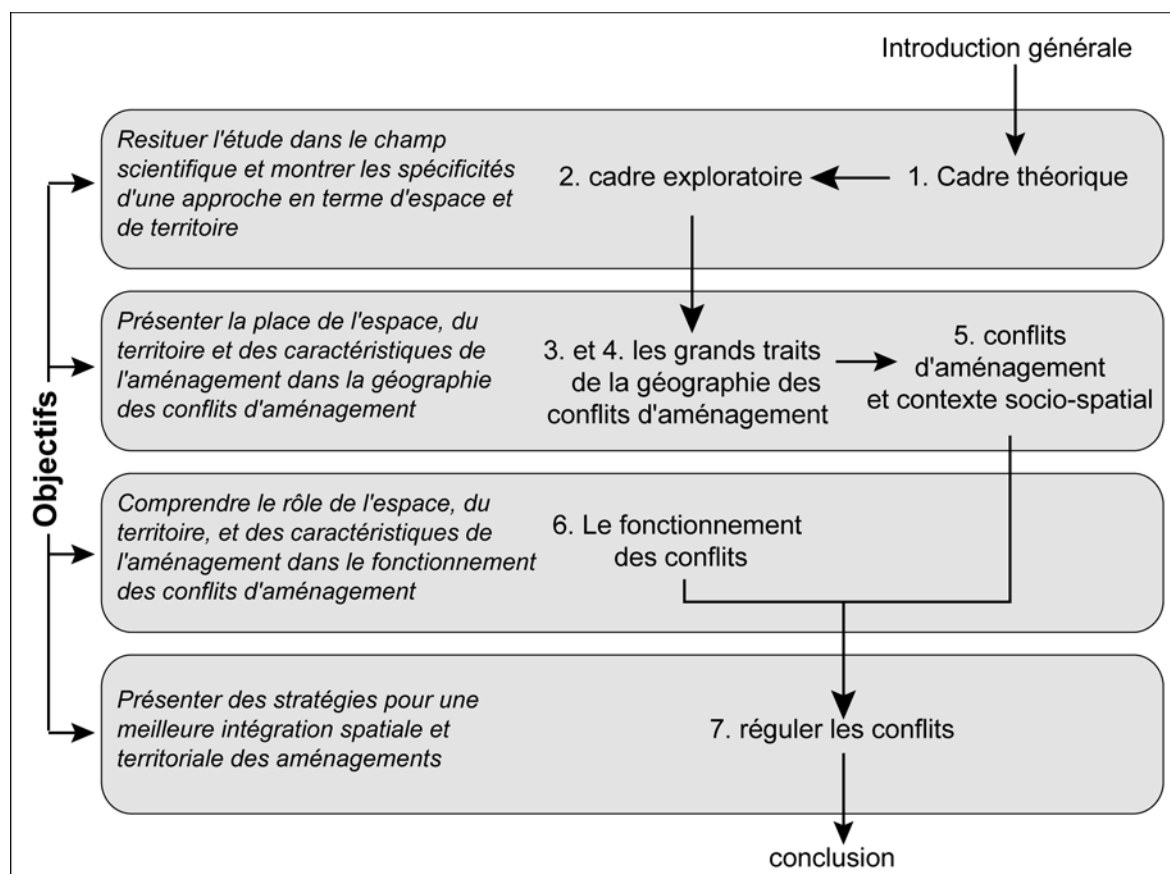 Introduction générale
Objectifs
Resituer l'étude dans le champ
scientifique et montrer les spécificités
d'une approche en terme d'espace et
de territoire
2. cadre exploratoire
1. Cadre théorique
Présenter la place de l'espace, du
territoire et des caractéristiques de
l'aménagement dans la géographie
des conflits d'aménagement
3. et 4. les grands traits
de la géographie des
conflits d'aménagement
5. conflits
d'aménagement
et contexte socio-spatial
Comprendre le rôle de l'espace, du
territoire, et des caractéristiques de
l'aménagement dans le fonctionnement
des conflits d'aménagement
6. Le fonctionnement
des conflits
Présenter des stratégies pour une
meilleure intégration spatiale et
territoriale des aménagements
7. réguler les conflits
conclusion